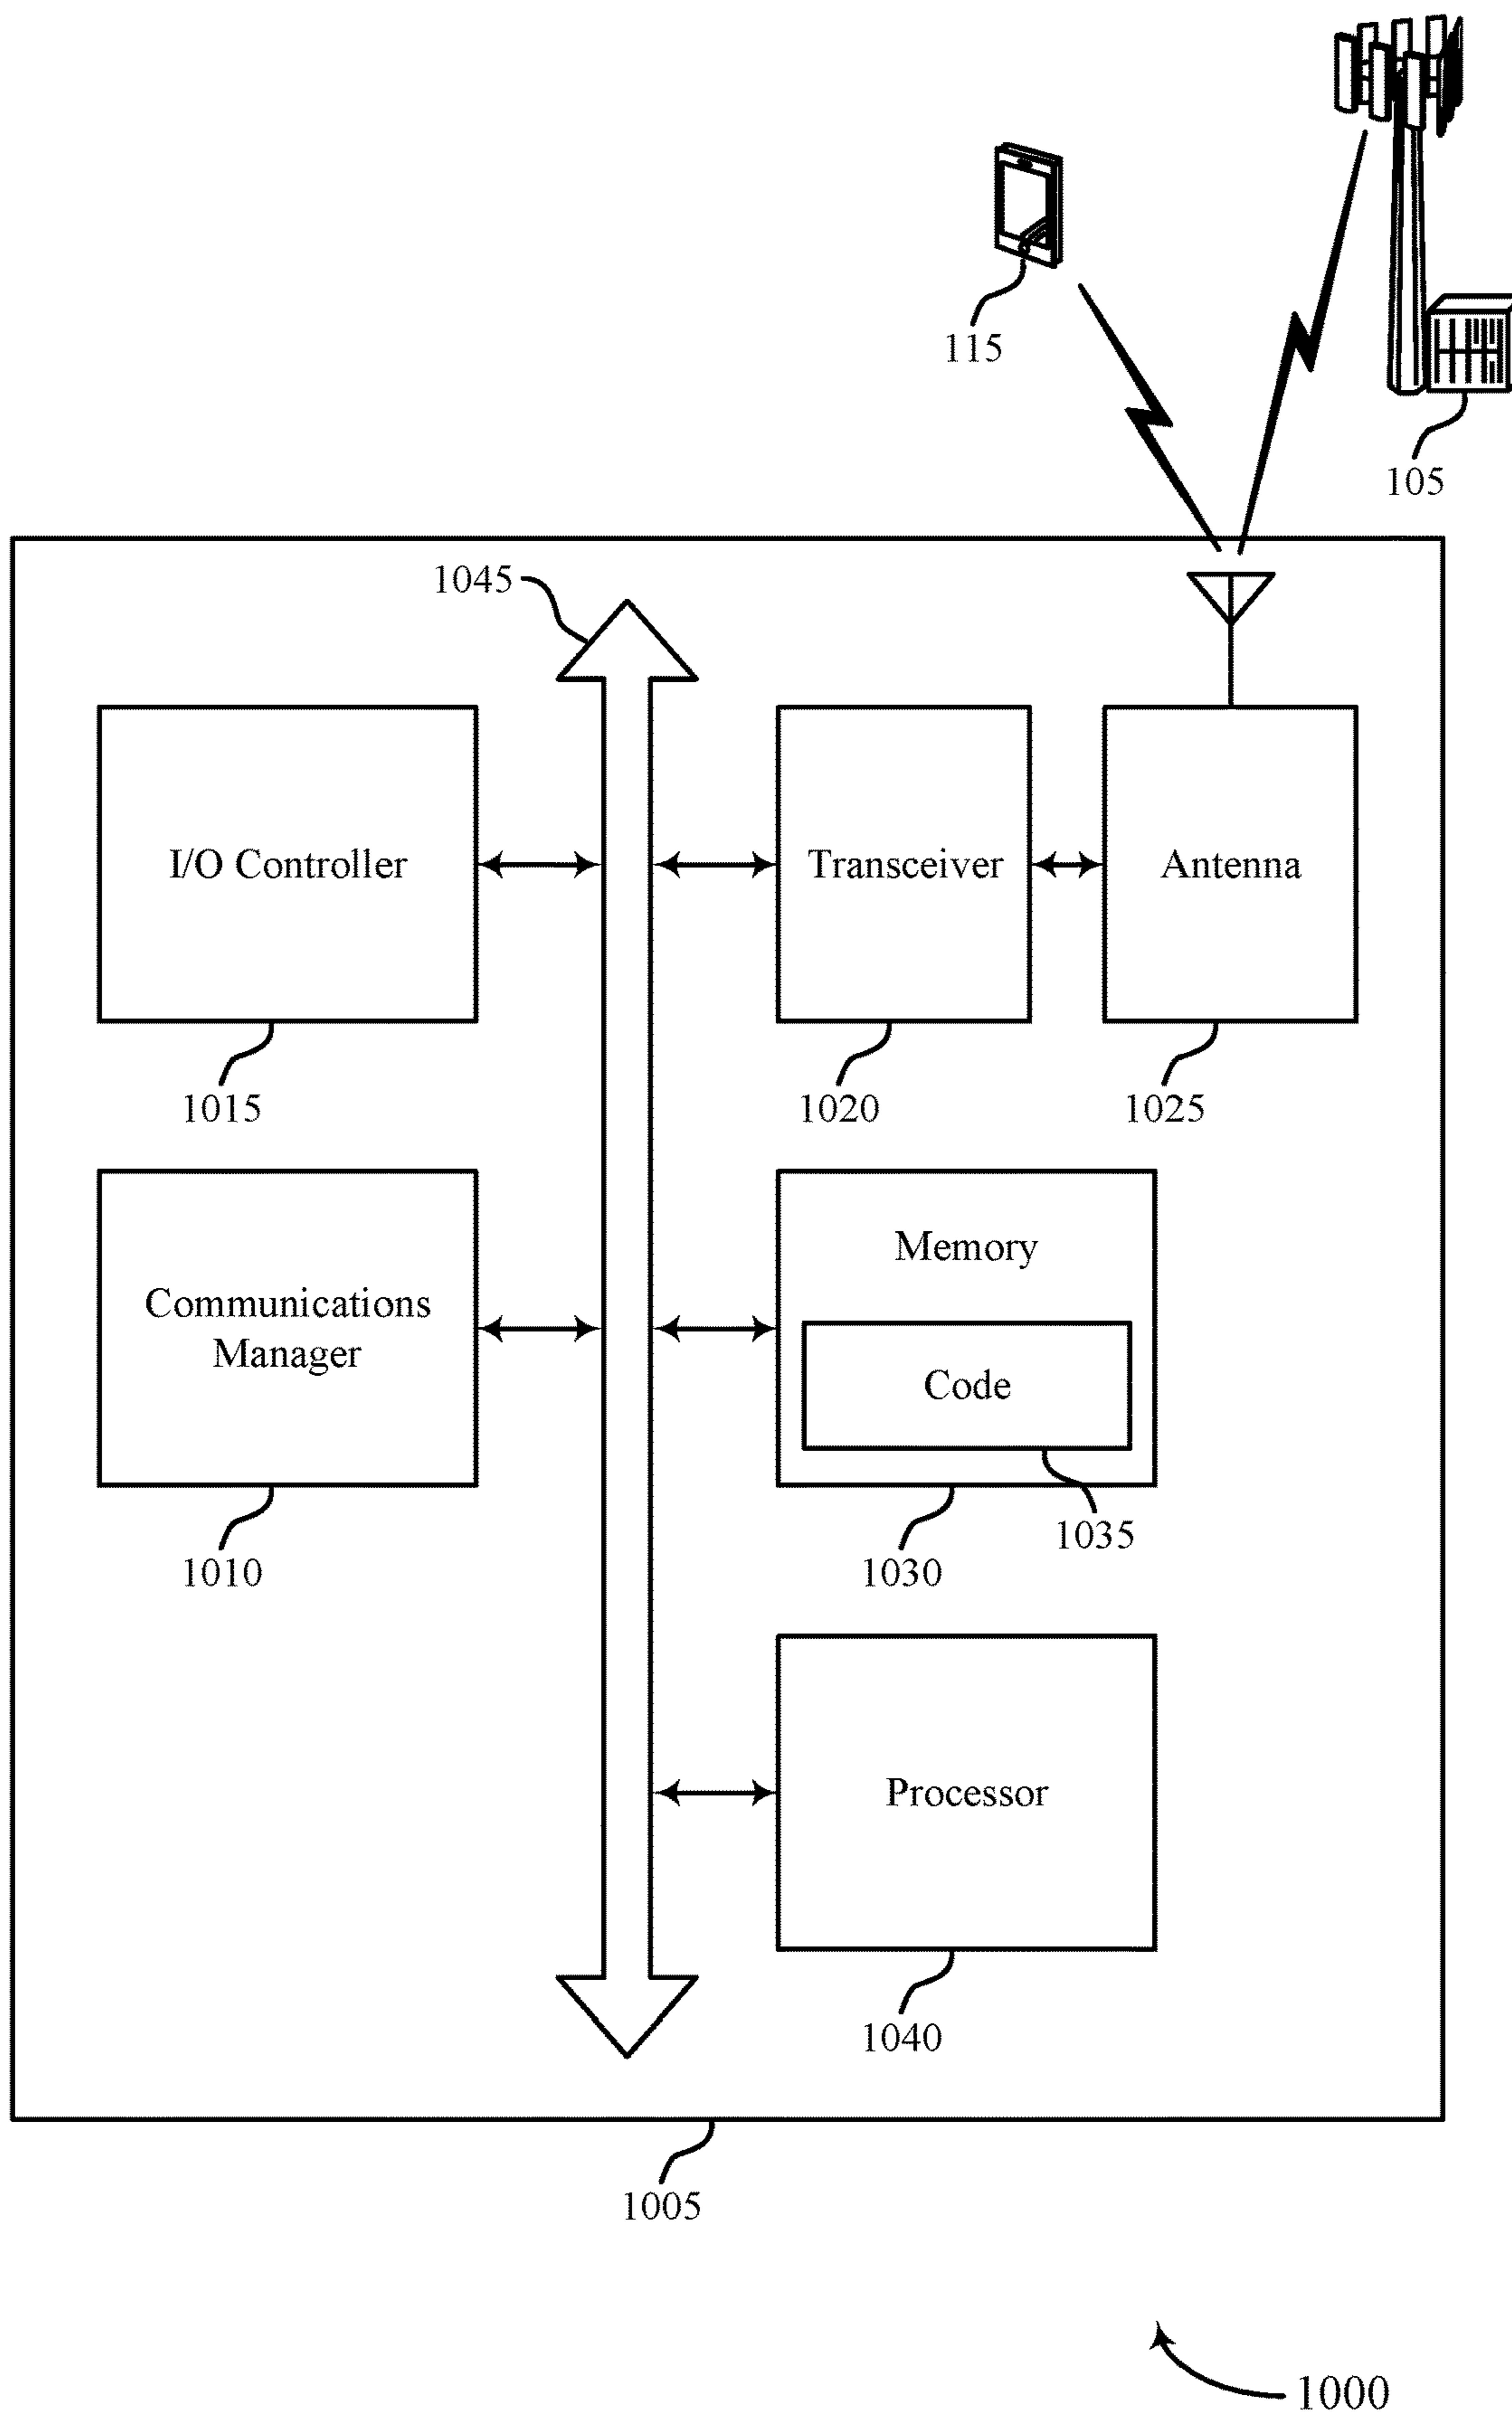 115
105
1045
I/O Controller
Transceiver
Antenna
1015
1020
1025
Communications
Manager
Memory
Code
1010
1030
1035
Processor
1040
1005
1000